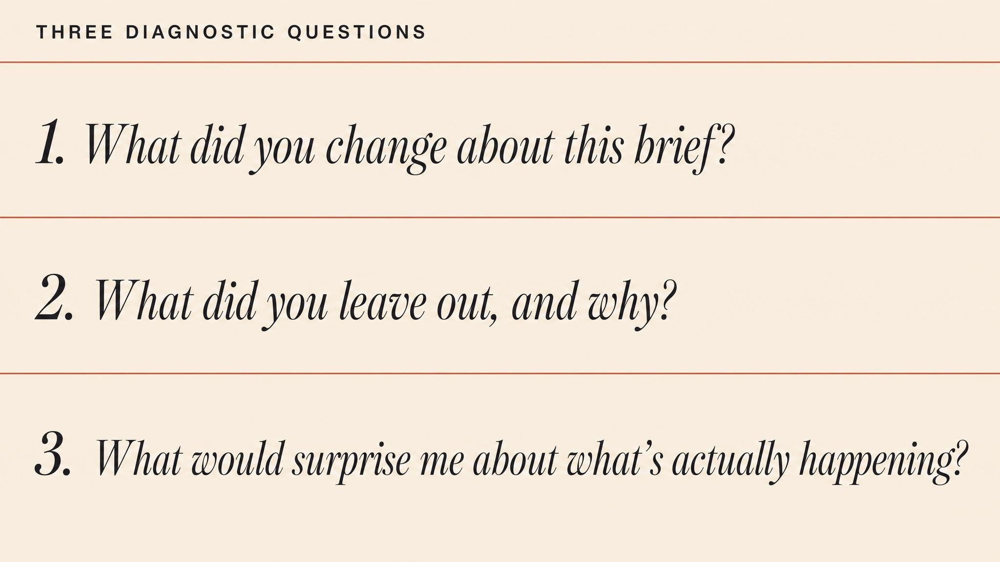 THREE DIAGNOSTIC QUESTIONS
1. What did you change about this brief?
2. What did you leave out, and why?
3. What would surprise me about what’s actually happening?